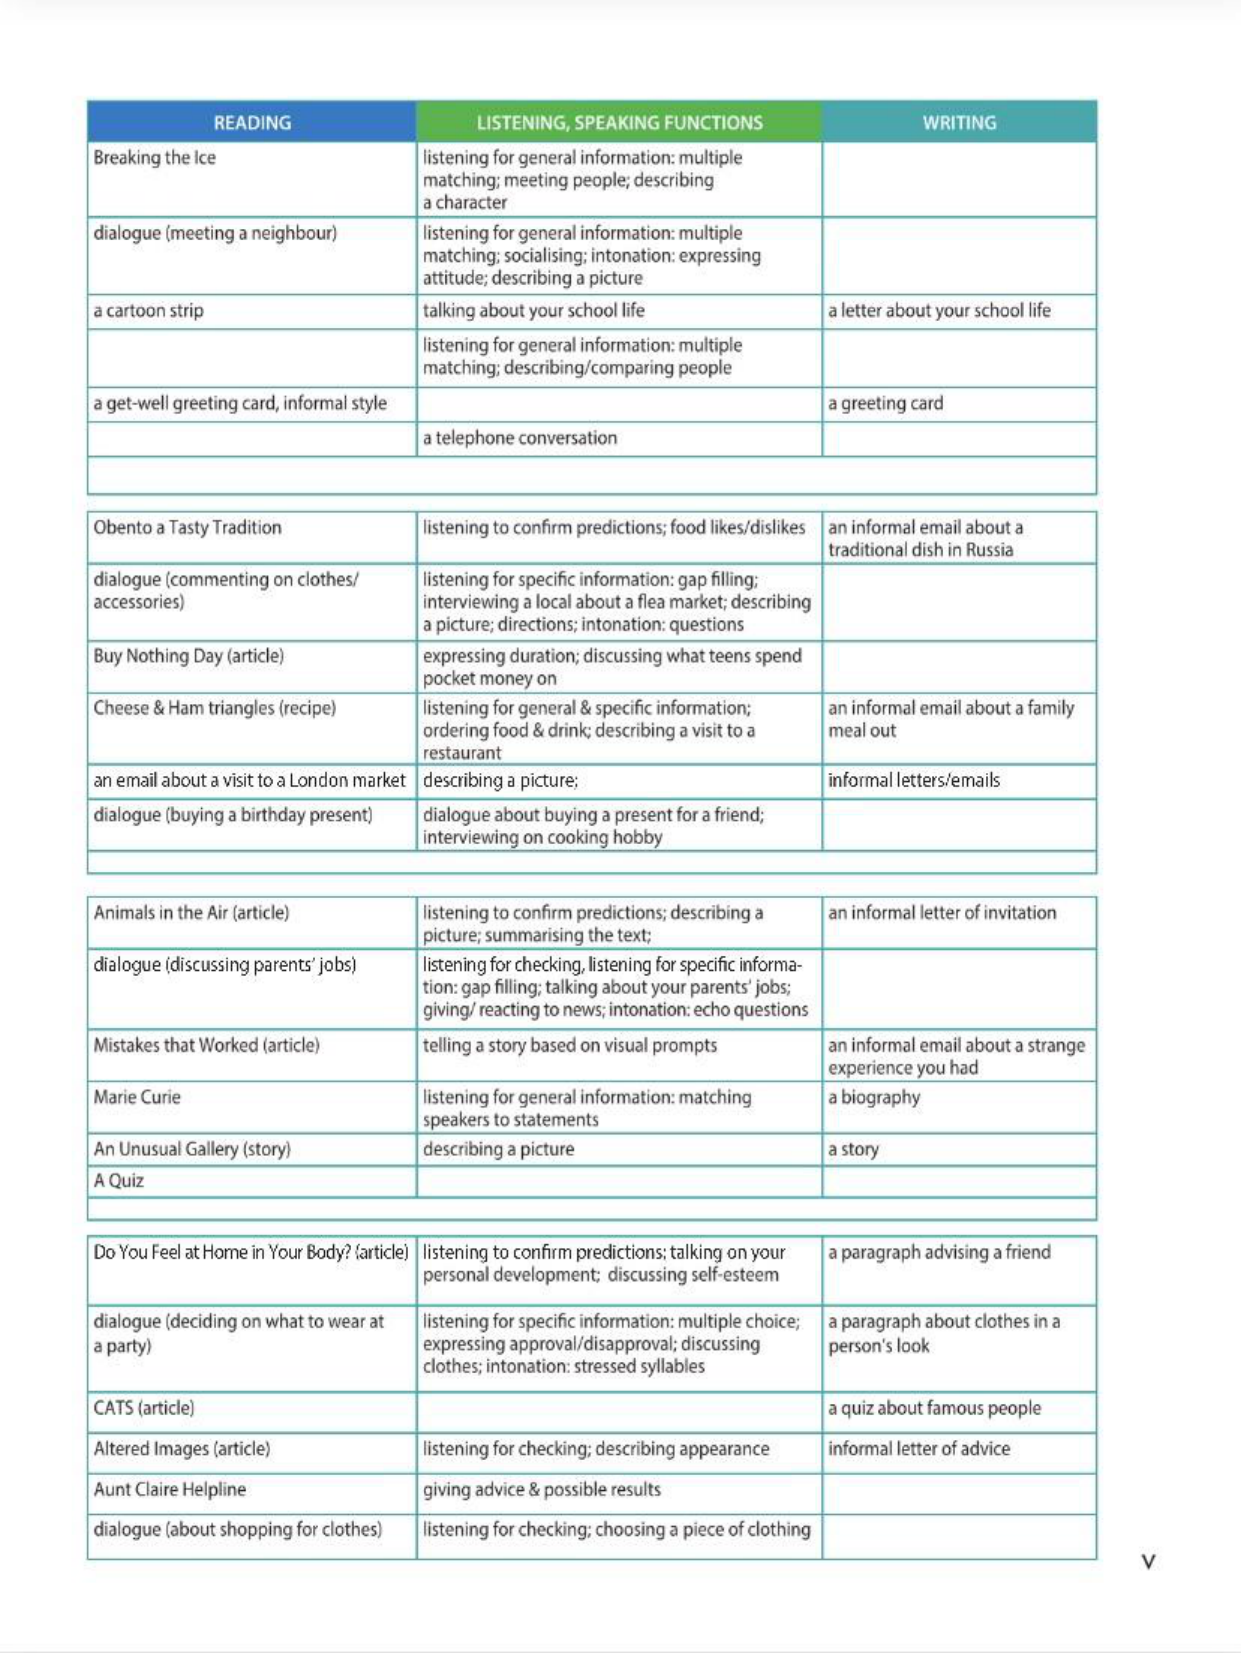 READING
LISTENING, SPEAKING FUNCTIONS
WRITING
Breaking the Ice
listening for general information: multiple
matching; meeting people; describing
a character
dialogue (meeting a neighbour)
listening for general information: multiple
matching; socialising; intonation: expressing
attitude; describing a picture
a cartoon strip
talking about your school life
a letter about your school life
listening for general information: multiple
matching; describing/comparing people
a get-well greeting card, informal style
a greeting card
a telephone conversation
Obento a Tasty Tradition
listening to confirm predictions; food likes/dislikes
an informal email about a
traditional dish in Russia
dialogue (commenting on clothes/
accessories)
listening for specific information: gap filling;
interviewing a local about a flea market; describing
a picture; directions; intonation: questions
Buy Nothing Day (article)
expressing duration; discussing what teens spend
pocket money on
Cheese & Ham triangles (recipe)
listening for general & specific information;
ordering food & drink; describing a visit to a
restaurant
an informal email about a family
meal out
an email about a visit to a London market
describing a picture;
informal letters/emails
dialogue (buying a birthday present)
dialogue about buying a present for a friend;
interviewing on cooking hobby
Animals in the Air (article)
listening to confirm predictions; describing a
picture; summarising the text;
an informal letter of invitation
dialogue (discussing parents' jobs)
listening for checking, listening for specific informa-
tion: gap filling; talking about your parents' jobs;
giving/ reacting to news; intonation: echo questions
Mistakes that Worked (article)
telling a story based on visual prompts
an informal email about a strange
experience you had
Marie Curie
listening for general information: matching
speakers to statements
a biography
An Unusual Gallery (story)
describing a picture
a story
A Quiz
Do You Feel at Home in Your Body? (article)
listening to confirm predictions; talking on your
personal development; discussing self-esteem
a paragraph advising a friend
dialogue (deciding on what to wear at
a party)
listening for specific information: multiple choice;
expressing approval/disapproval; discussing
clothes; intonation: stressed syllables
a paragraph about clothes in a
person's look
CATS (article)
a quiz about famous people
Altered Images (article)
listening for checking; describing appearance
informal letter of advice
Aunt Claire Helpline
giving advice & possible results
dialogue (about shopping for clothes)
listening for checking; choosing a piece of clothing
V